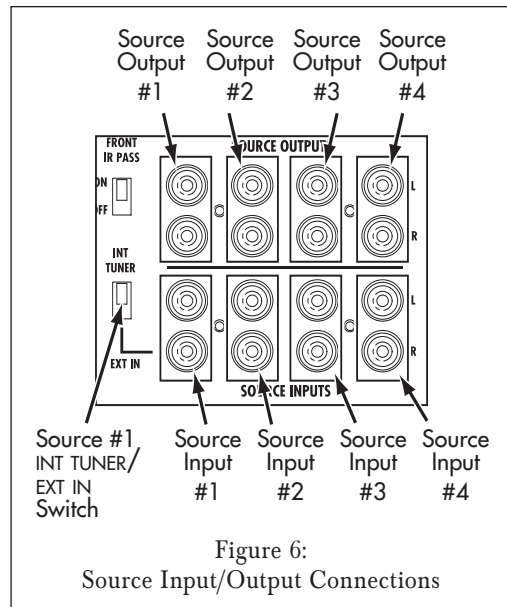 Source Source Source Source
Output Output Output Output
#1 #2 #3 #4
FRONT
IR PASS
SOURCE OUTPUT
ON
OFF
L
R
INT
TUNER
L
R
EXT IN
SOURCE INPUTS
Source #1
INT TUNER/
EXT IN
Switch
Source Source Source Source
Input Input Input Input
#1 #2 #3 #4
Figure 6:
Source Input/Output Connections